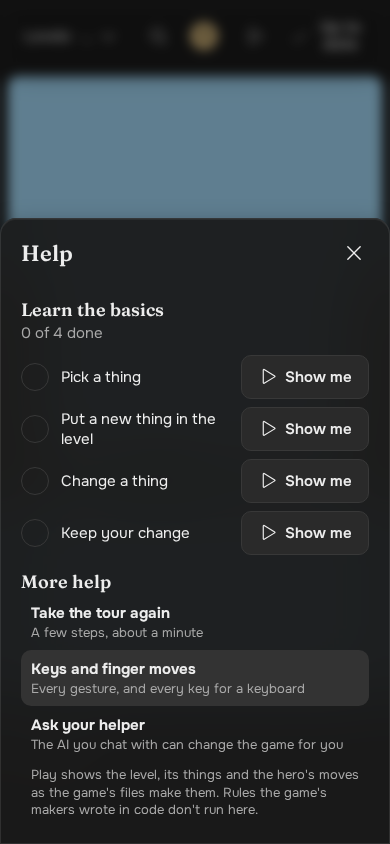 Help
Learn the basics
0 of 4 done
Pick a thing
Show me
Put a new thing in the
level
Show me
Change a thing
Show me
Keep your change
Show me
More help
Take the tour again
A few steps, about a minute
Keys and finger moves
Every gesture, and every key for a keyboard
Ask your helper
The AI you chat with can change the game for you
Play shows the level, its things and the hero's moves
as the game's files make them. Rules the game's
makers wrote in code don't run here.